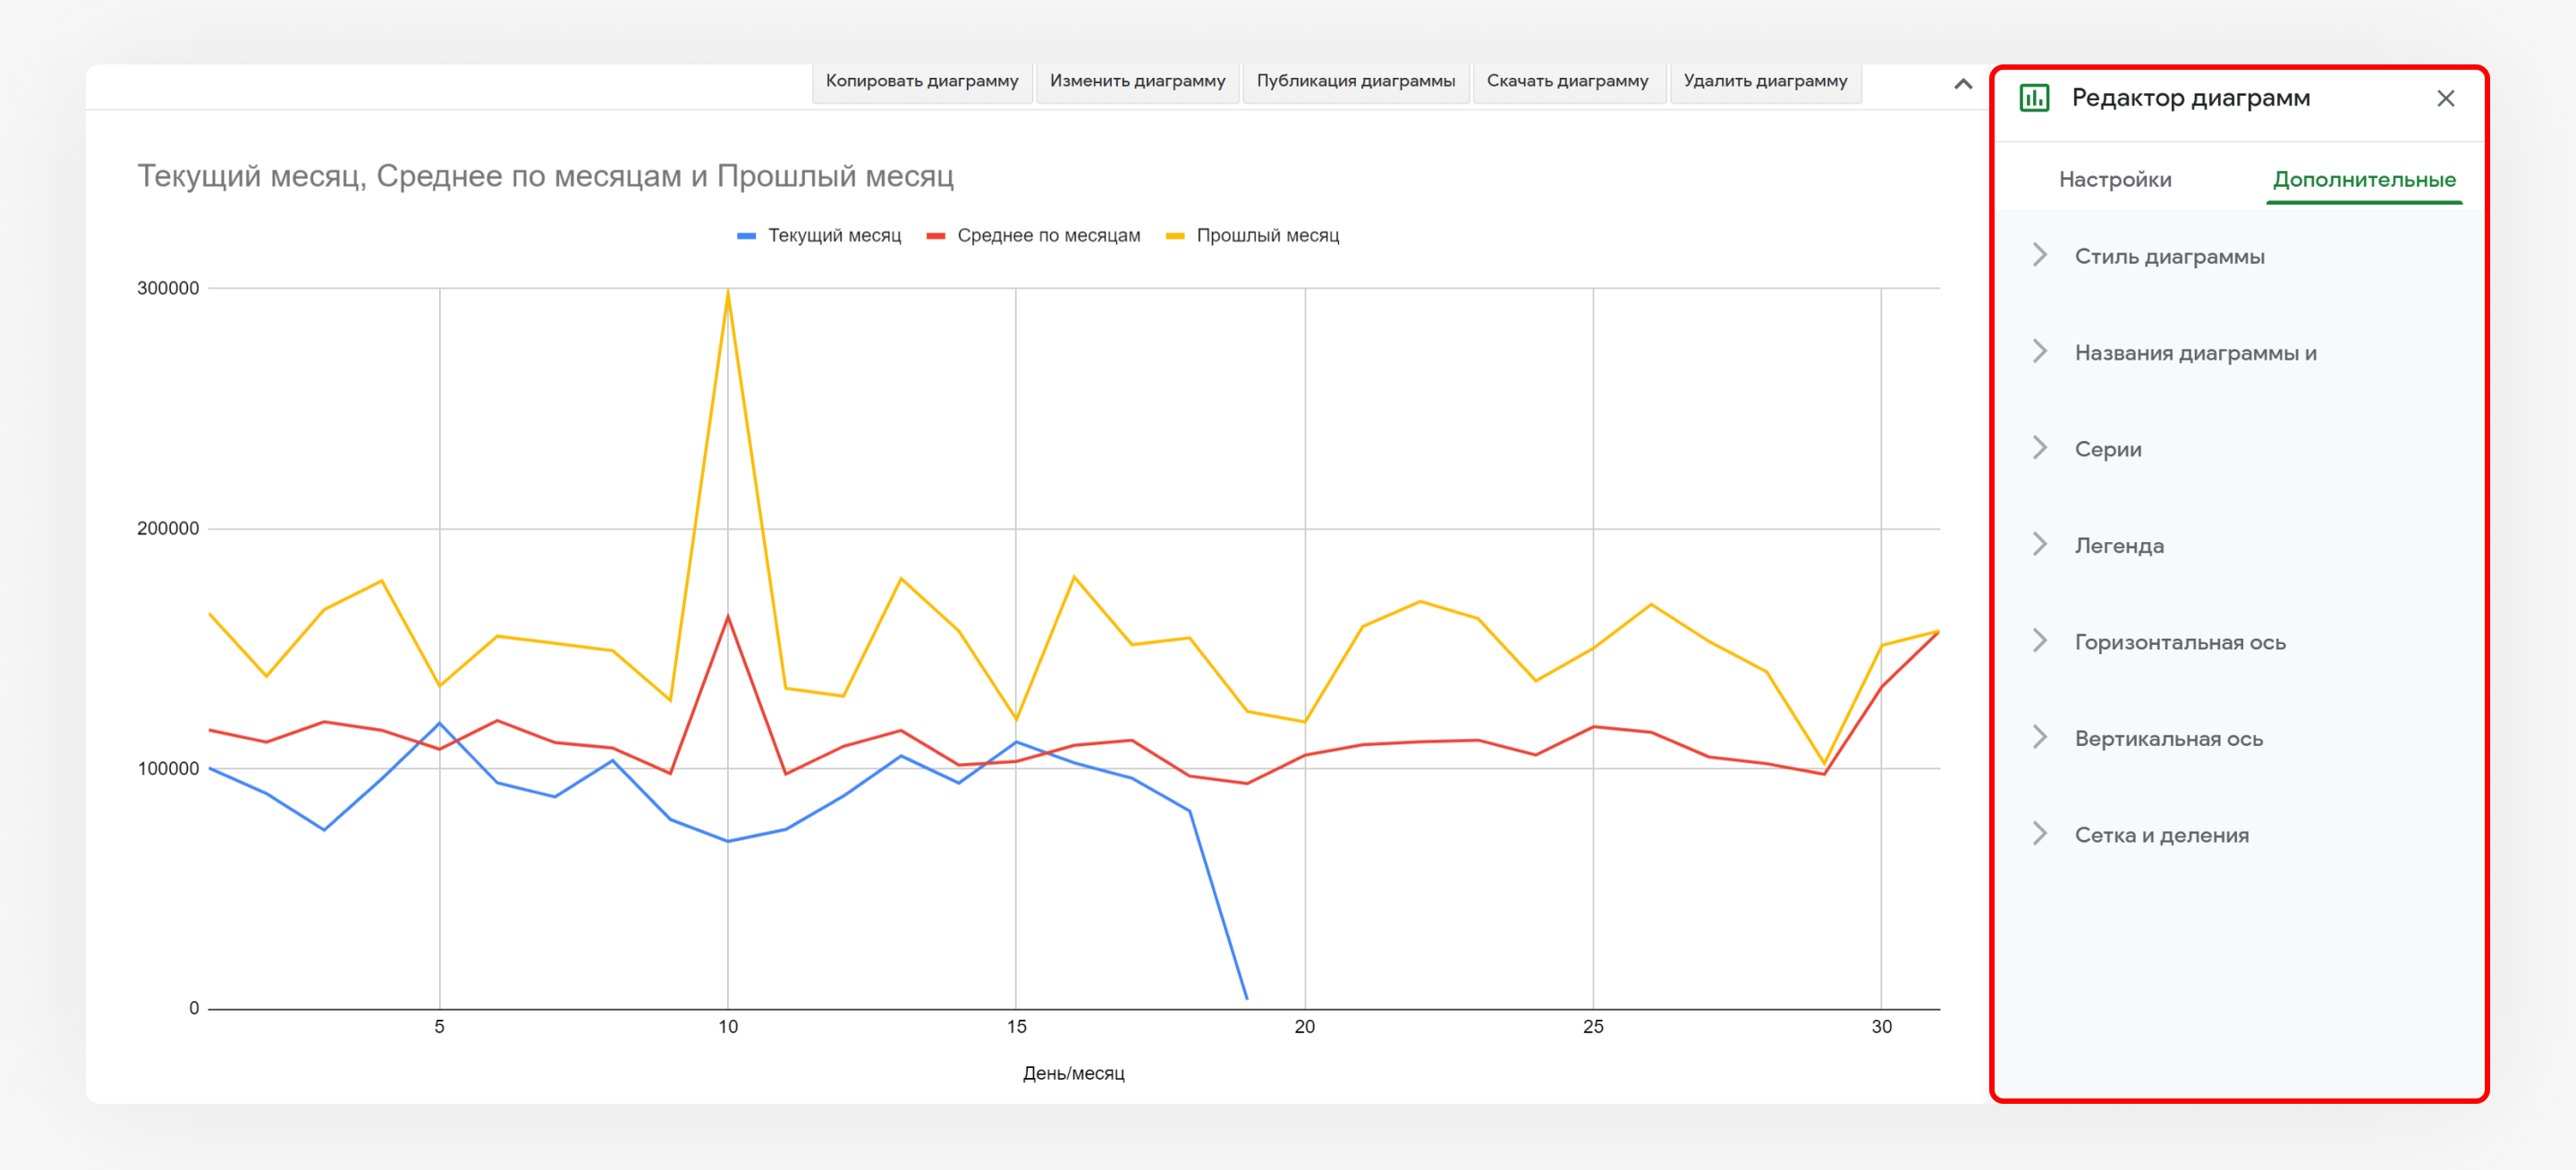 Копировать диаграмму Изменить диаграмму Публикация диаграммы Скачать диаграмму Удалить диаграмму
Текущий месяц, Среднее по месяцам и Прошлый месяц
Текущий месяц Среднее по месяцам Прошлый месяц
300000
200000
100000
0
5 10 15 20 25 30
День/месяц
Редактор диаграмм
Настройки Дополнительные
Стиль диаграммы
Названия диаграммы и
Серии
Легенда
Горизонтальная ось
Вертикальная ось
Сетка и деления